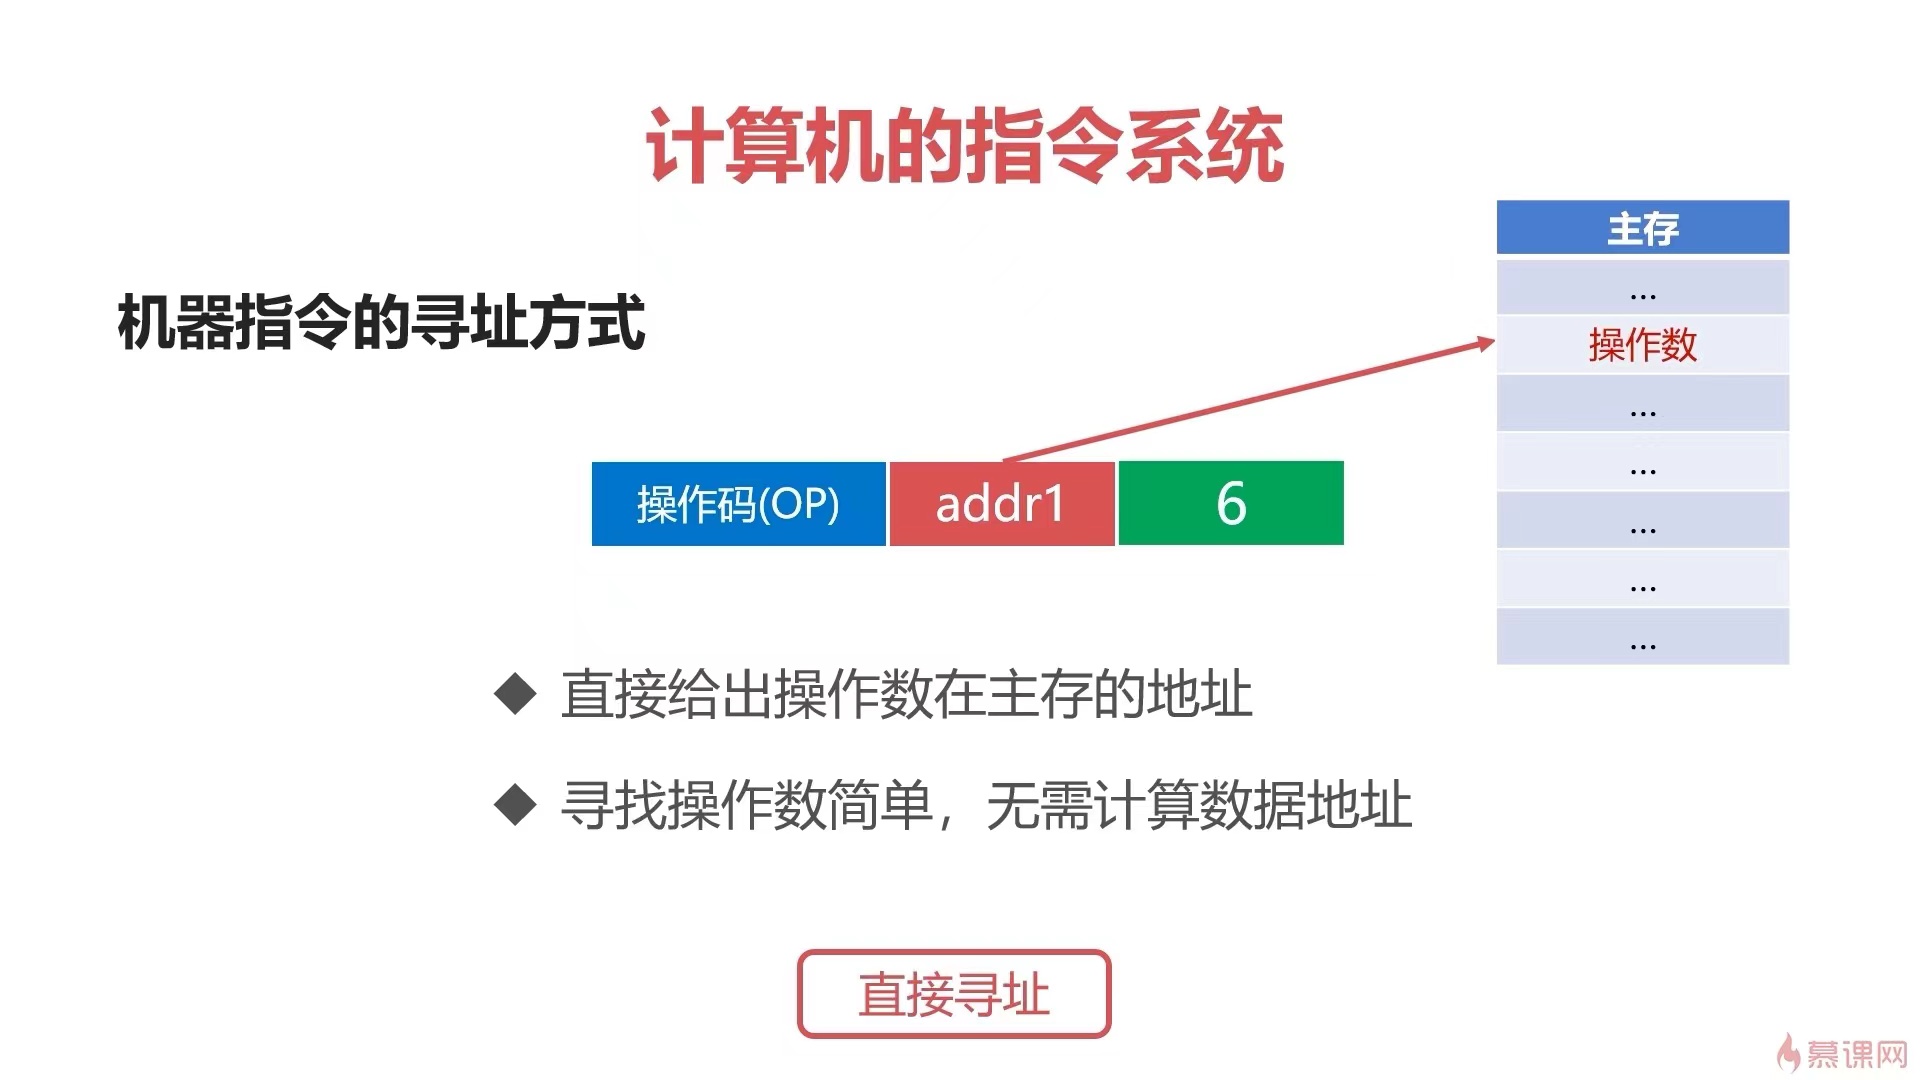 计算机的指令系统
主存
...
机器指令的寻址方式
操作数
...
...
操作码(OP) addr1 6
...
...
...
直接给出操作数在主存的地址
寻找操作数简单，无需计算数据地址
直接寻址
慕课网